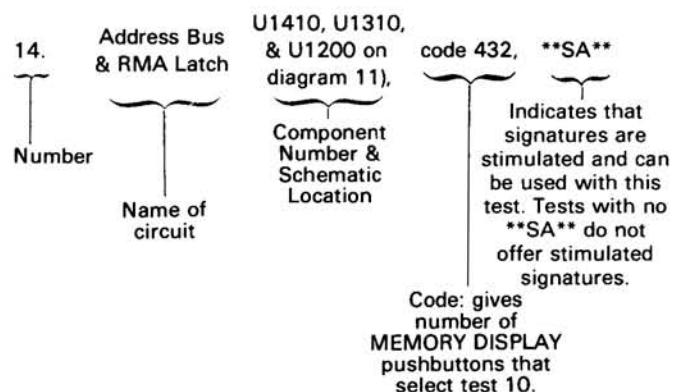 14.
Address Bus
& RMA Latch
U1410, U1310,
& U1200 on
diagram 11),
code 432,
**SA**
Number
Name of
circuit
Component
Number &
Schematic
Location
Code: gives
number of
MEMORY DISPLAY
pushbuttons that
select test 10.
Indicates that
signatures are
stimulated and can
be used with this
test. Tests with no
**SA** do not
offer stimulated
signatures.